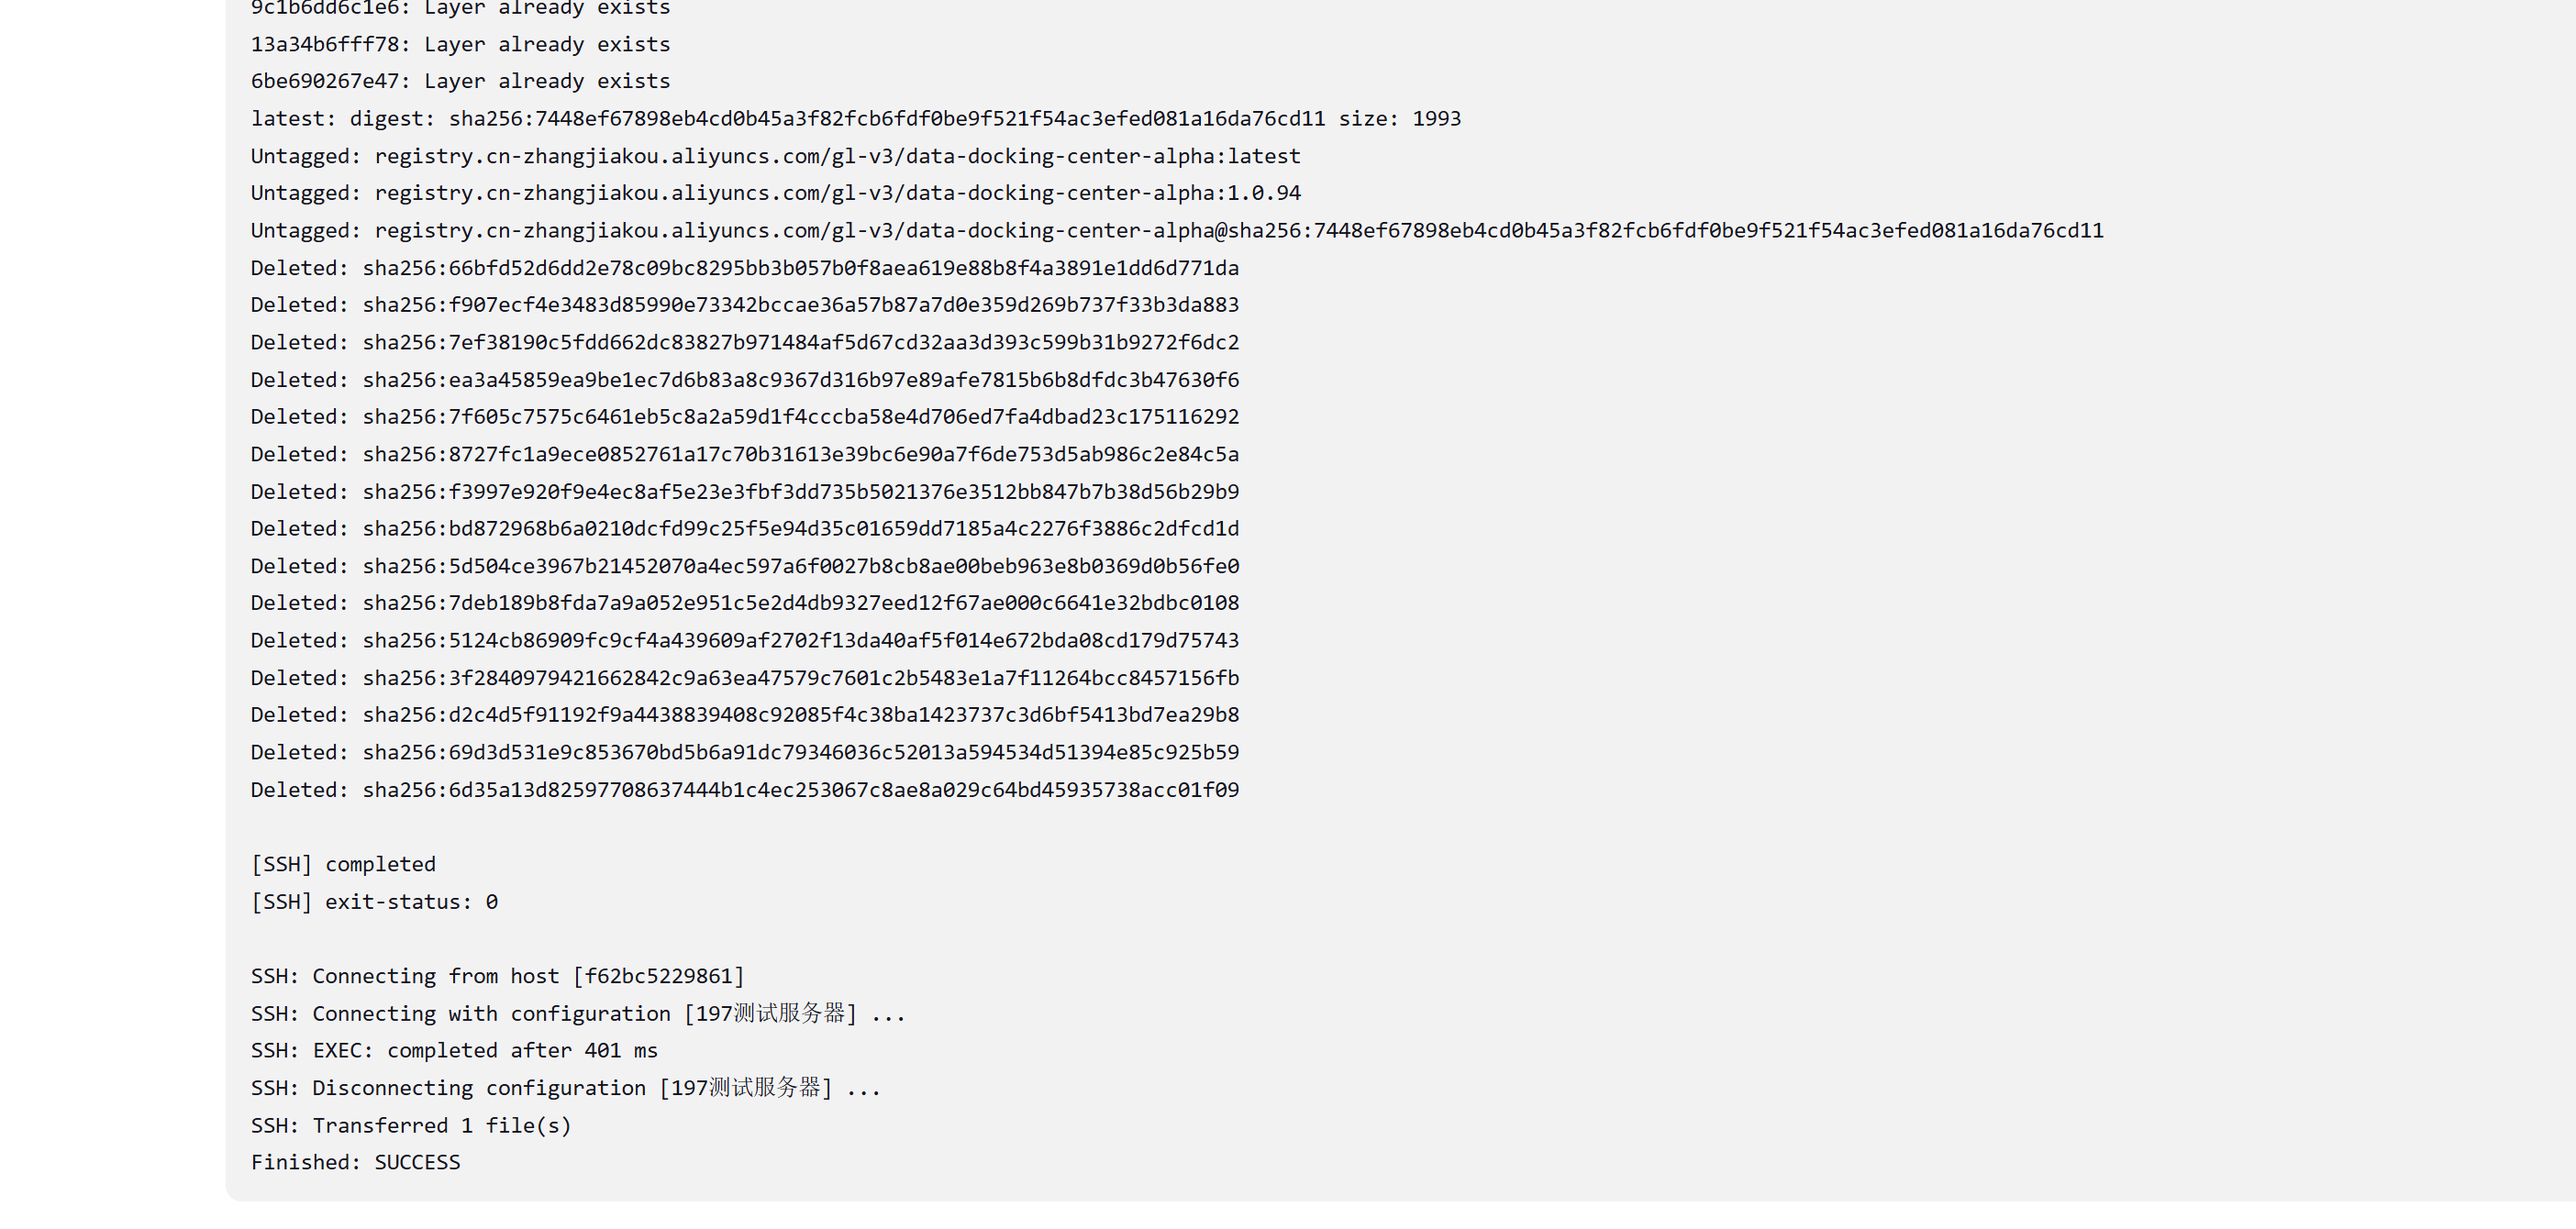 9c1b6dd6c1e6: Layer already exists
13a34b6fff78: Layer already exists
6be690267e47: Layer already exists
latest: digest: sha256:7448ef67898eb4cd0b45a3f82fcb6fdf0be9f521f54ac3efed081a16da76cd11 size: 1993
Untagged: registry.cn-zhangjiakou.aliyuncs.com/gl-v3/data-docking-center-alpha:latest
Untagged: registry.cn-zhangjiakou.aliyuncs.com/gl-v3/data-docking-center-alpha:1.0.94
Untagged: registry.cn-zhangjiakou.aliyuncs.com/gl-v3/data-docking-center-alpha@sha256:7448ef67898eb4cd0b45a3f82fcb6fdf0be9f521f54ac3efed081a16da76cd11
Deleted: sha256:66bfd52d6dd2e78c09bc8295bb3b057b0f8aea619e88b8f4a3891e1dd6d771da
Deleted: sha256:f907ecf4e3483d85990e73342bccae36a57b87a7d0e359d269b737f33b3da883
Deleted: sha256:7ef38190c5fdd662dc83827b971484af5d67cd32aa3d393c599b31b9272f6dc2
Deleted: sha256:ea3a45859ea9be1ec7d6b83a8c9367d316b97e89afe7815b6b8dfdc3b47630f6
Deleted: sha256:7f605c7575c6461eb5c8a2a59d1f4cccba58e4d706ed7fa4dbad23c175116292
Deleted: sha256:8727fc1a9ece0852761a17c70b31613e39bc6e90a7f6de753d5ab986c2e84c5a
Deleted: sha256:f3997e920f9e4ec8af5e23e3fbf3dd735b5021376e3512bb847b7b38d56b29b9
Deleted: sha256:bd872968b6a0210dcfd99c25f5e94d35c01659dd7185a4c2276f3886c2dfcd1d
Deleted: sha256:5d504ce3967b21452070a4ec597a6f0027b8cb8ae00beb963e8b0369d0b56fe0
Deleted: sha256:7deb189b8fda7a9a052e951c5e2d4db9327eed12f67ae000c6641e32bdbc0108
Deleted: sha256:5124cb86909fc9cf4a439609af2702f13da40af5f014e672bda08cd179d75743
Deleted: sha256:3f2840979421662842c9a63ea47579c7601c2b5483e1a7f11264bcc8457156fb
Deleted: sha256:d2c4d5f91192f9a4438839408c92085f4c38ba1423737c3d6bf5413bd7ea29b8
Deleted: sha256:69d3d531e9c853670bd5b6a91dc79346036c52013a594534d51394e85c925b59
Deleted: sha256:6d35a13d82597708637444b1c4ec253067c8ae8a029c64bd45935738acc01f09
[SSH] completed
[SSH] exit-status: 0
SSH: Connecting from host [f62bc5229861]
SSH: Connecting with configuration [197测试服务器] ...
SSH: EXEC: completed after 401 ms
SSH: Disconnecting configuration [197测试服务器] ...
SSH: Transferred 1 file(s)
Finished: SUCCESS